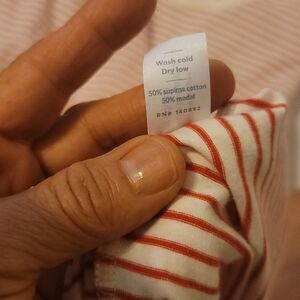 Wash cold
Dry low
50% supima cotton
50% modal
RN# 140892